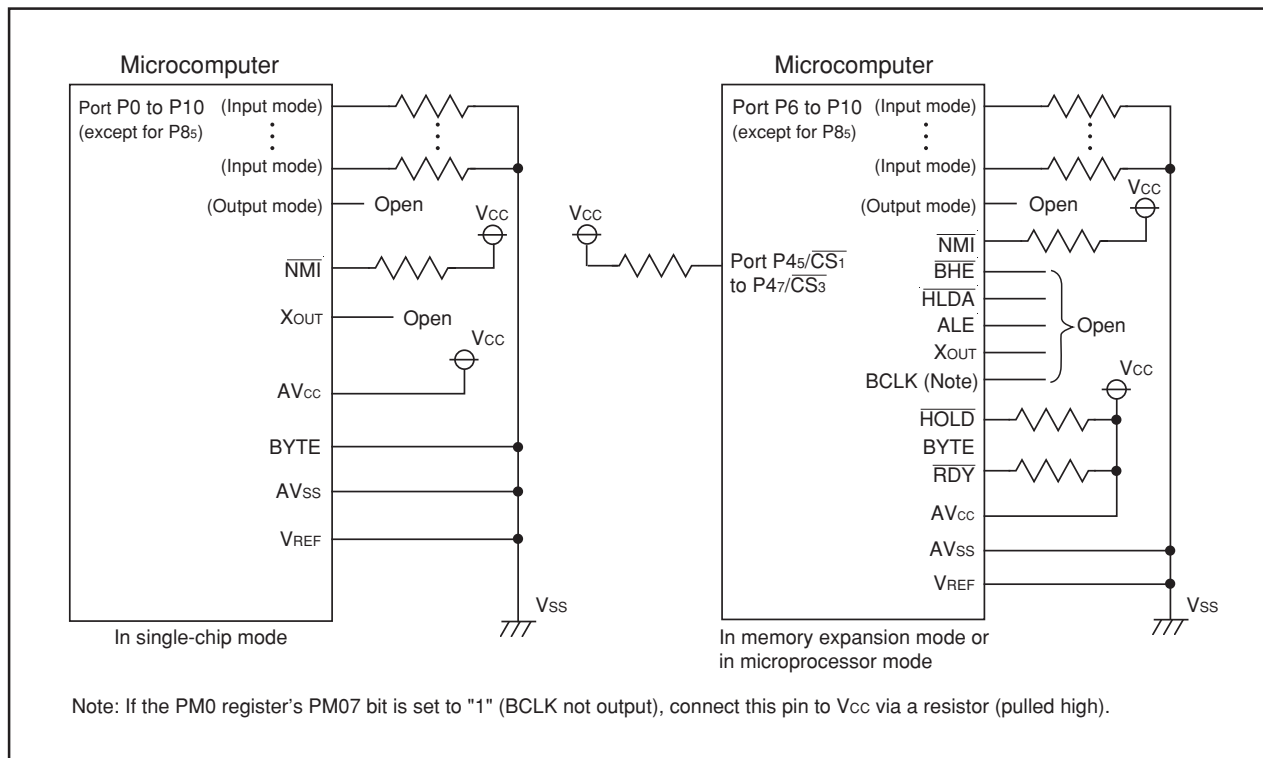 Microcomputer
Port P0 to P10 (Input mode)
(except for P85)
(Input mode)
(Output mode) Open
VCC
NMI
XOUT Open
VCC
AVCC
BYTE
AVSS
VREF
VSS
In single-chip mode
Microcomputer
Port P6 to P10 (Input mode)
(except for P85)
(Input mode)
(Output mode) Open
VCC
NMI
VCC
Port P45/CS1
to P47/CS3
BHE
HLDA
ALE
XOUT
BCLK (Note)
Open
VCC
HOLD
BYTE
RDY
AVCC
AVSS
VREF
VSS
In memory expansion mode or
in microprocessor mode
Note: If the PM0 register's PM07 bit is set to "1" (BCLK not output), connect this pin to VCC via a resistor (pulled high).